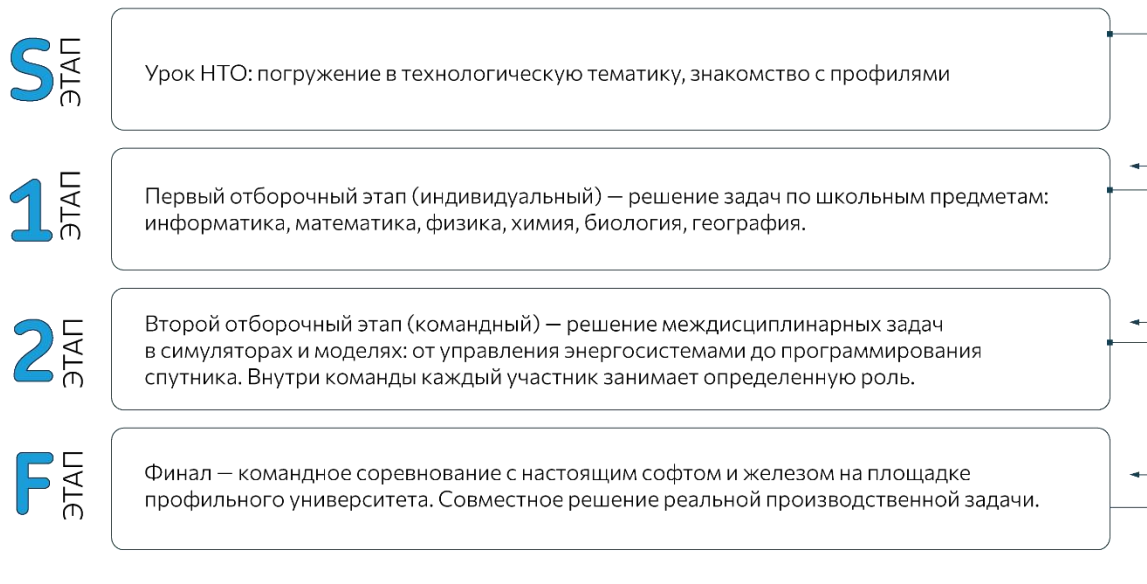 S ЭТАП
Урок НТО: погружение в технологическую тематику, знакомство с профилями
1 ЭТАП
Первый отборочный этап (индивидуальный) — решение задач по школьным предметам:
информатика, математика, физика, химия, биология, география.
2 ЭТАП
Второй отборочный этап (командный) — решение междисциплинарных задач
в симуляторах и моделях: от управления энергосистемами до программирования
спутника. Внутри команды каждый участник занимает определенную роль.
F ЭТАП
Финал — командное соревнование с настоящим софтом и железом на площадке
профильного университета. Совместное решение реальной производственной задачи.